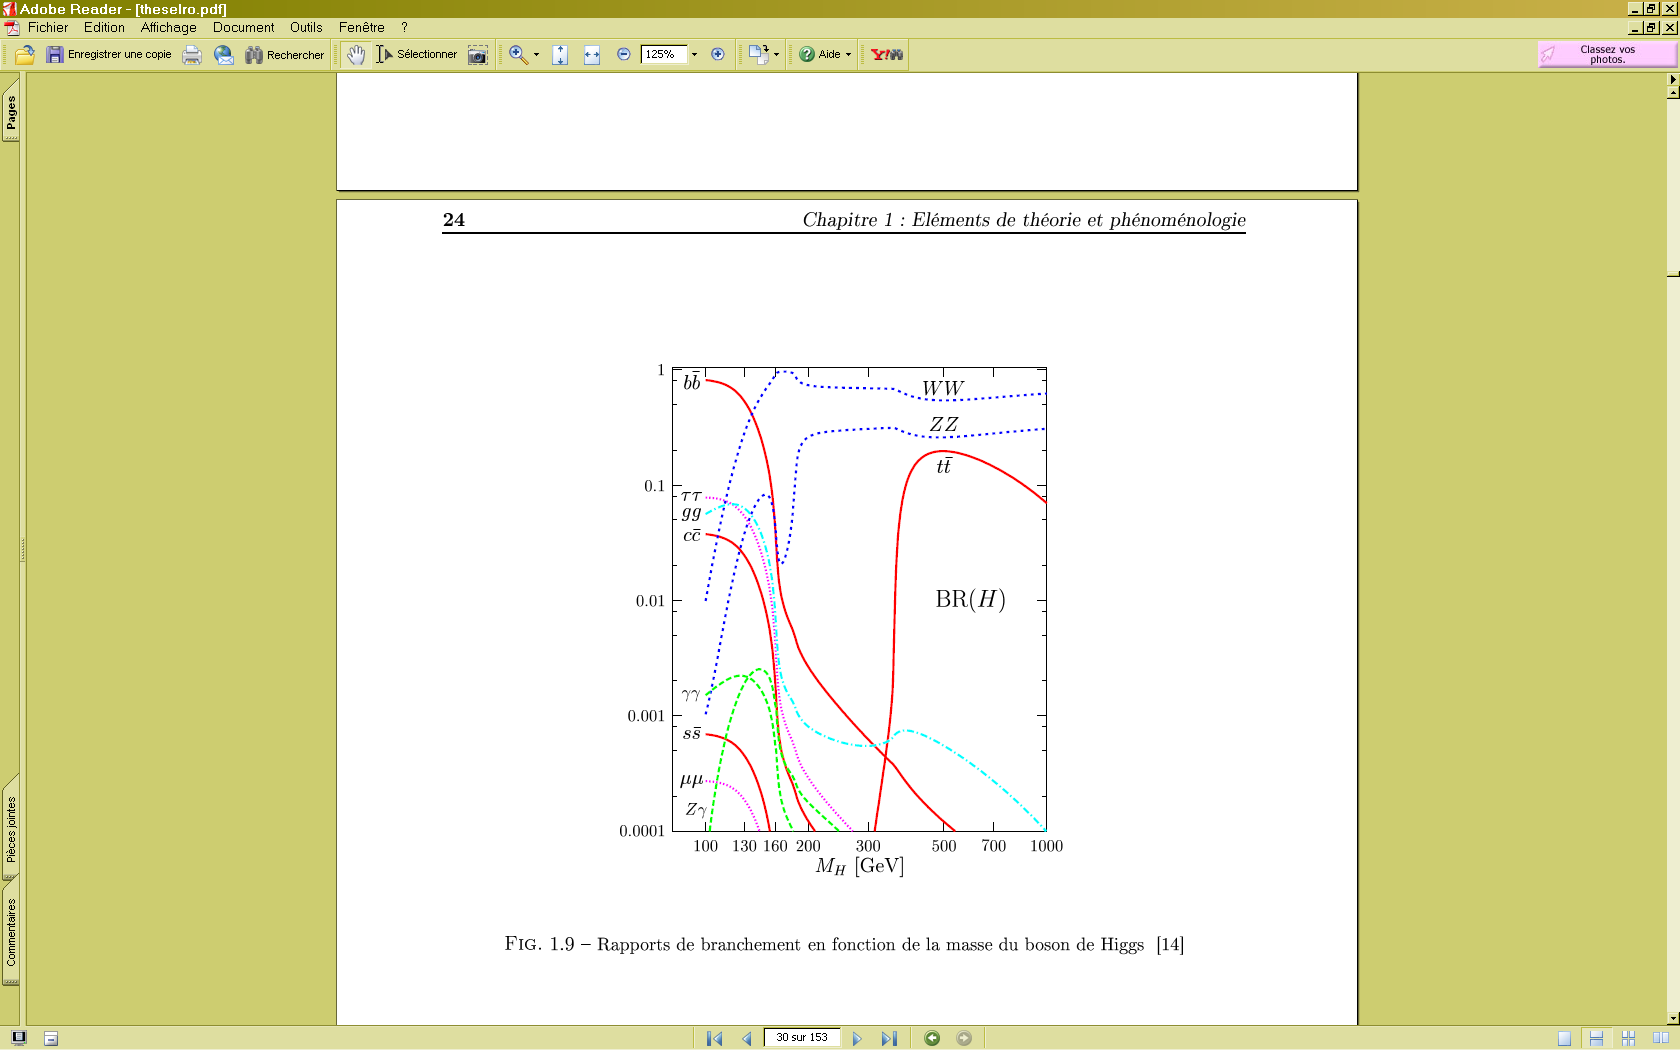 Adobe Reader - [theselro.pdf]
Fichier Edition Affichage Document Outils Fenêtre ?
Enregistrer une copie Rechercher Sélectionner 125% Aide Y!
Classez vos
photos.
Pages
24 Chapitre 1 : Eléments de théorie et phénoménologie
1
0.1
0.01
0.001
0.0001
bb̄
ττ
gg
cc̄
γγ
ss̄
μμ
Zγ
WW
ZZ
tt̄
BR(H)
100 130 160 200 300 500 700 1000
M_H [GeV]
FIG. 1.9 – Rapports de branchement en fonction de la masse du boson de Higgs [14]
Pièces jointes
Commentaires
30 sur 153